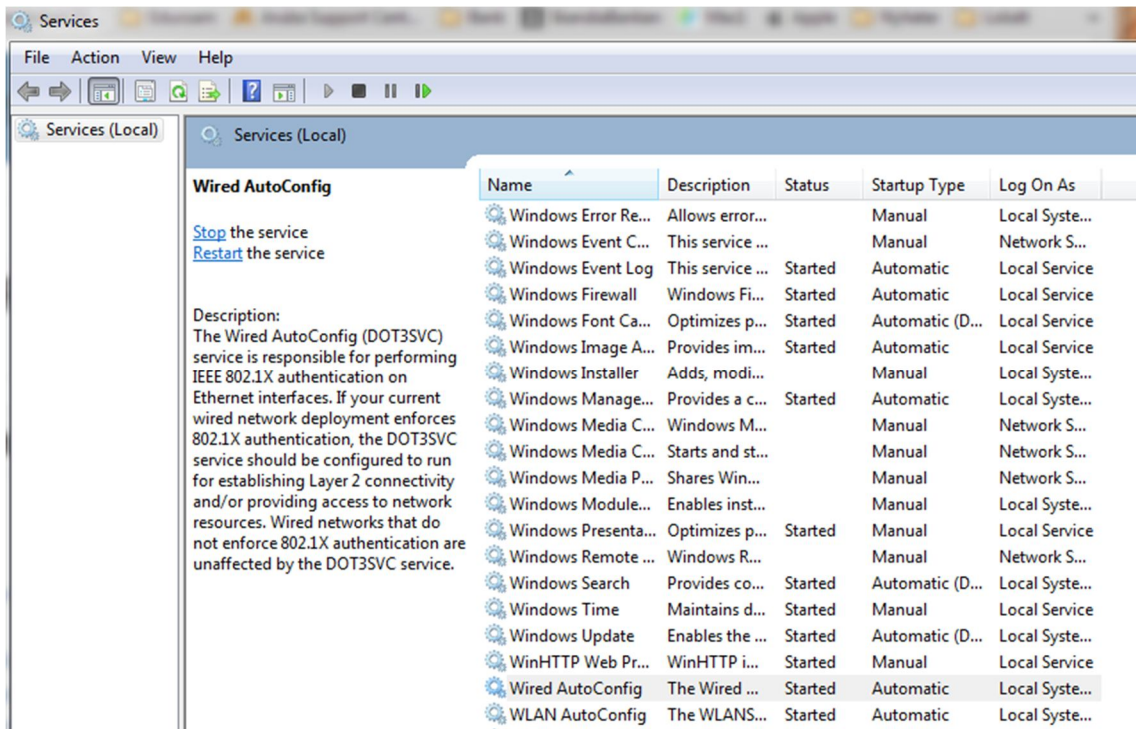 Services
File Action View Help
Services (Local)
Services (Local)
Wired AutoConfig
Stop the service
Restart the service
Description:
The Wired AutoConfig (DOT3SVC)
service is responsible for performing
IEEE 802.1X authentication on
Ethernet interfaces. If your current
wired network deployment enforces
802.1X authentication, the DOT3SVC
service should be configured to run
for establishing Layer 2 connectivity
and/or providing access to network
resources. Wired networks that do
not enforce 802.1X authentication are
unaffected by the DOT3SVC service.
Name Description Status Startup Type Log On As
Windows Error Re... Allows error... Manual Local Syste...
Windows Event C... This service ... Manual Network S...
Windows Event Log This service ... Started Automatic Local Service
Windows Firewall Windows Fi... Started Automatic Local Service
Windows Font Ca... Optimizes p... Started Automatic (D... Local Service
Windows Image A... Provides im... Started Automatic Local Service
Windows Installer Adds, modi... Manual Local Syste...
Windows Manage... Provides a c... Started Automatic Local Syste...
Windows Media C... Windows M... Manual Network S...
Windows Media C... Starts and st... Manual Network S...
Windows Media P... Shares Win... Manual Network S...
Windows Module... Enables inst... Manual Local Syste...
Windows Presenta... Optimizes p... Started Manual Local Service
Windows Remote ... Windows R... Manual Network S...
Windows Search Provides co... Started Automatic (D... Local Syste...
Windows Time Maintains d... Started Manual Local Service
Windows Update Enables the ... Started Automatic (D... Local Syste...
WinHTTP Web Pr... WinHTTP i... Started Manual Local Service
Wired AutoConfig The Wired ... Started Automatic Local Syste...
WLAN AutoConfig The WLANS... Started Automatic Local Syste...